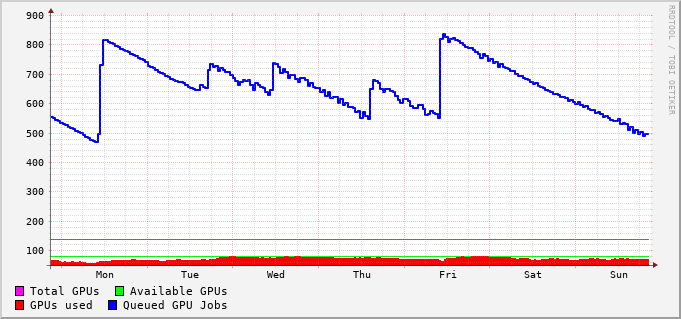 900
800
700
600
500
400
300
200
100
Mon Tue Wed Thu Fri Sat Sun
Total GPUs Available GPUs
GPUs used Queued GPU Jobs
RRDTOOL / TOBI OETIKER